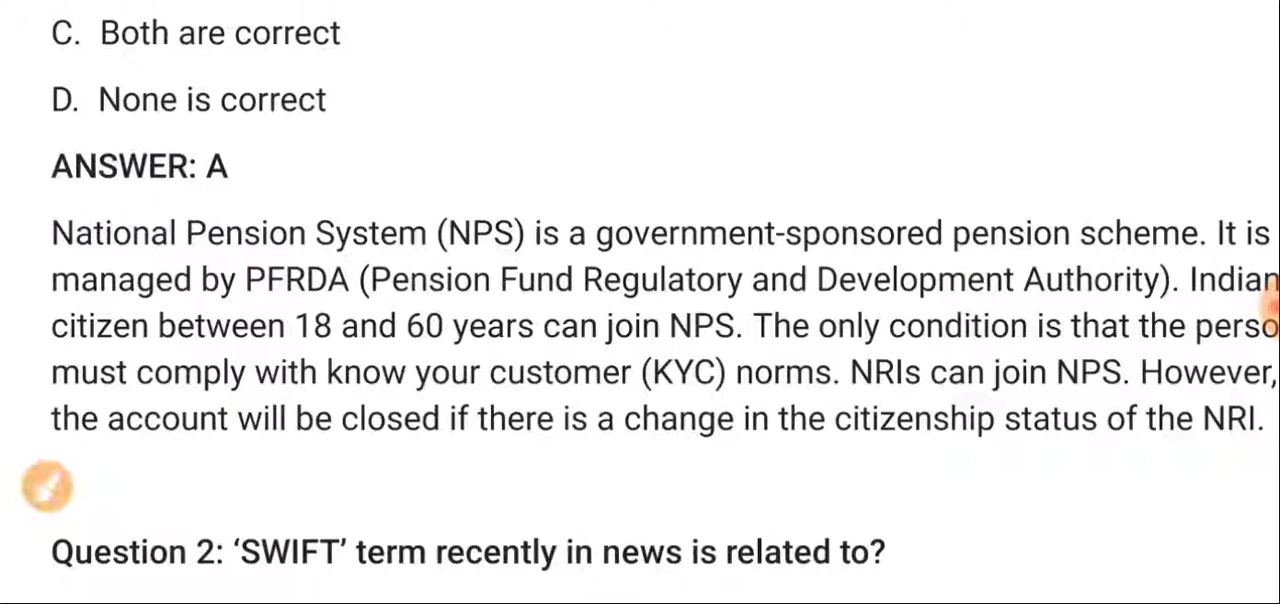 C. Both are correct
D. None is correct
ANSWER: A
National Pension System (NPS) is a government-sponsored pension scheme. It is
managed by PFRDA (Pension Fund Regulatory and Development Authority). Indian
citizen between 18 and 60 years can join NPS. The only condition is that the perso
must comply with know your customer (KYC) norms. NRIs can join NPS. However,
the account will be closed if there is a change in the citizenship status of the NRI.
Question 2: ‘SWIFT’ term recently in news is related to?